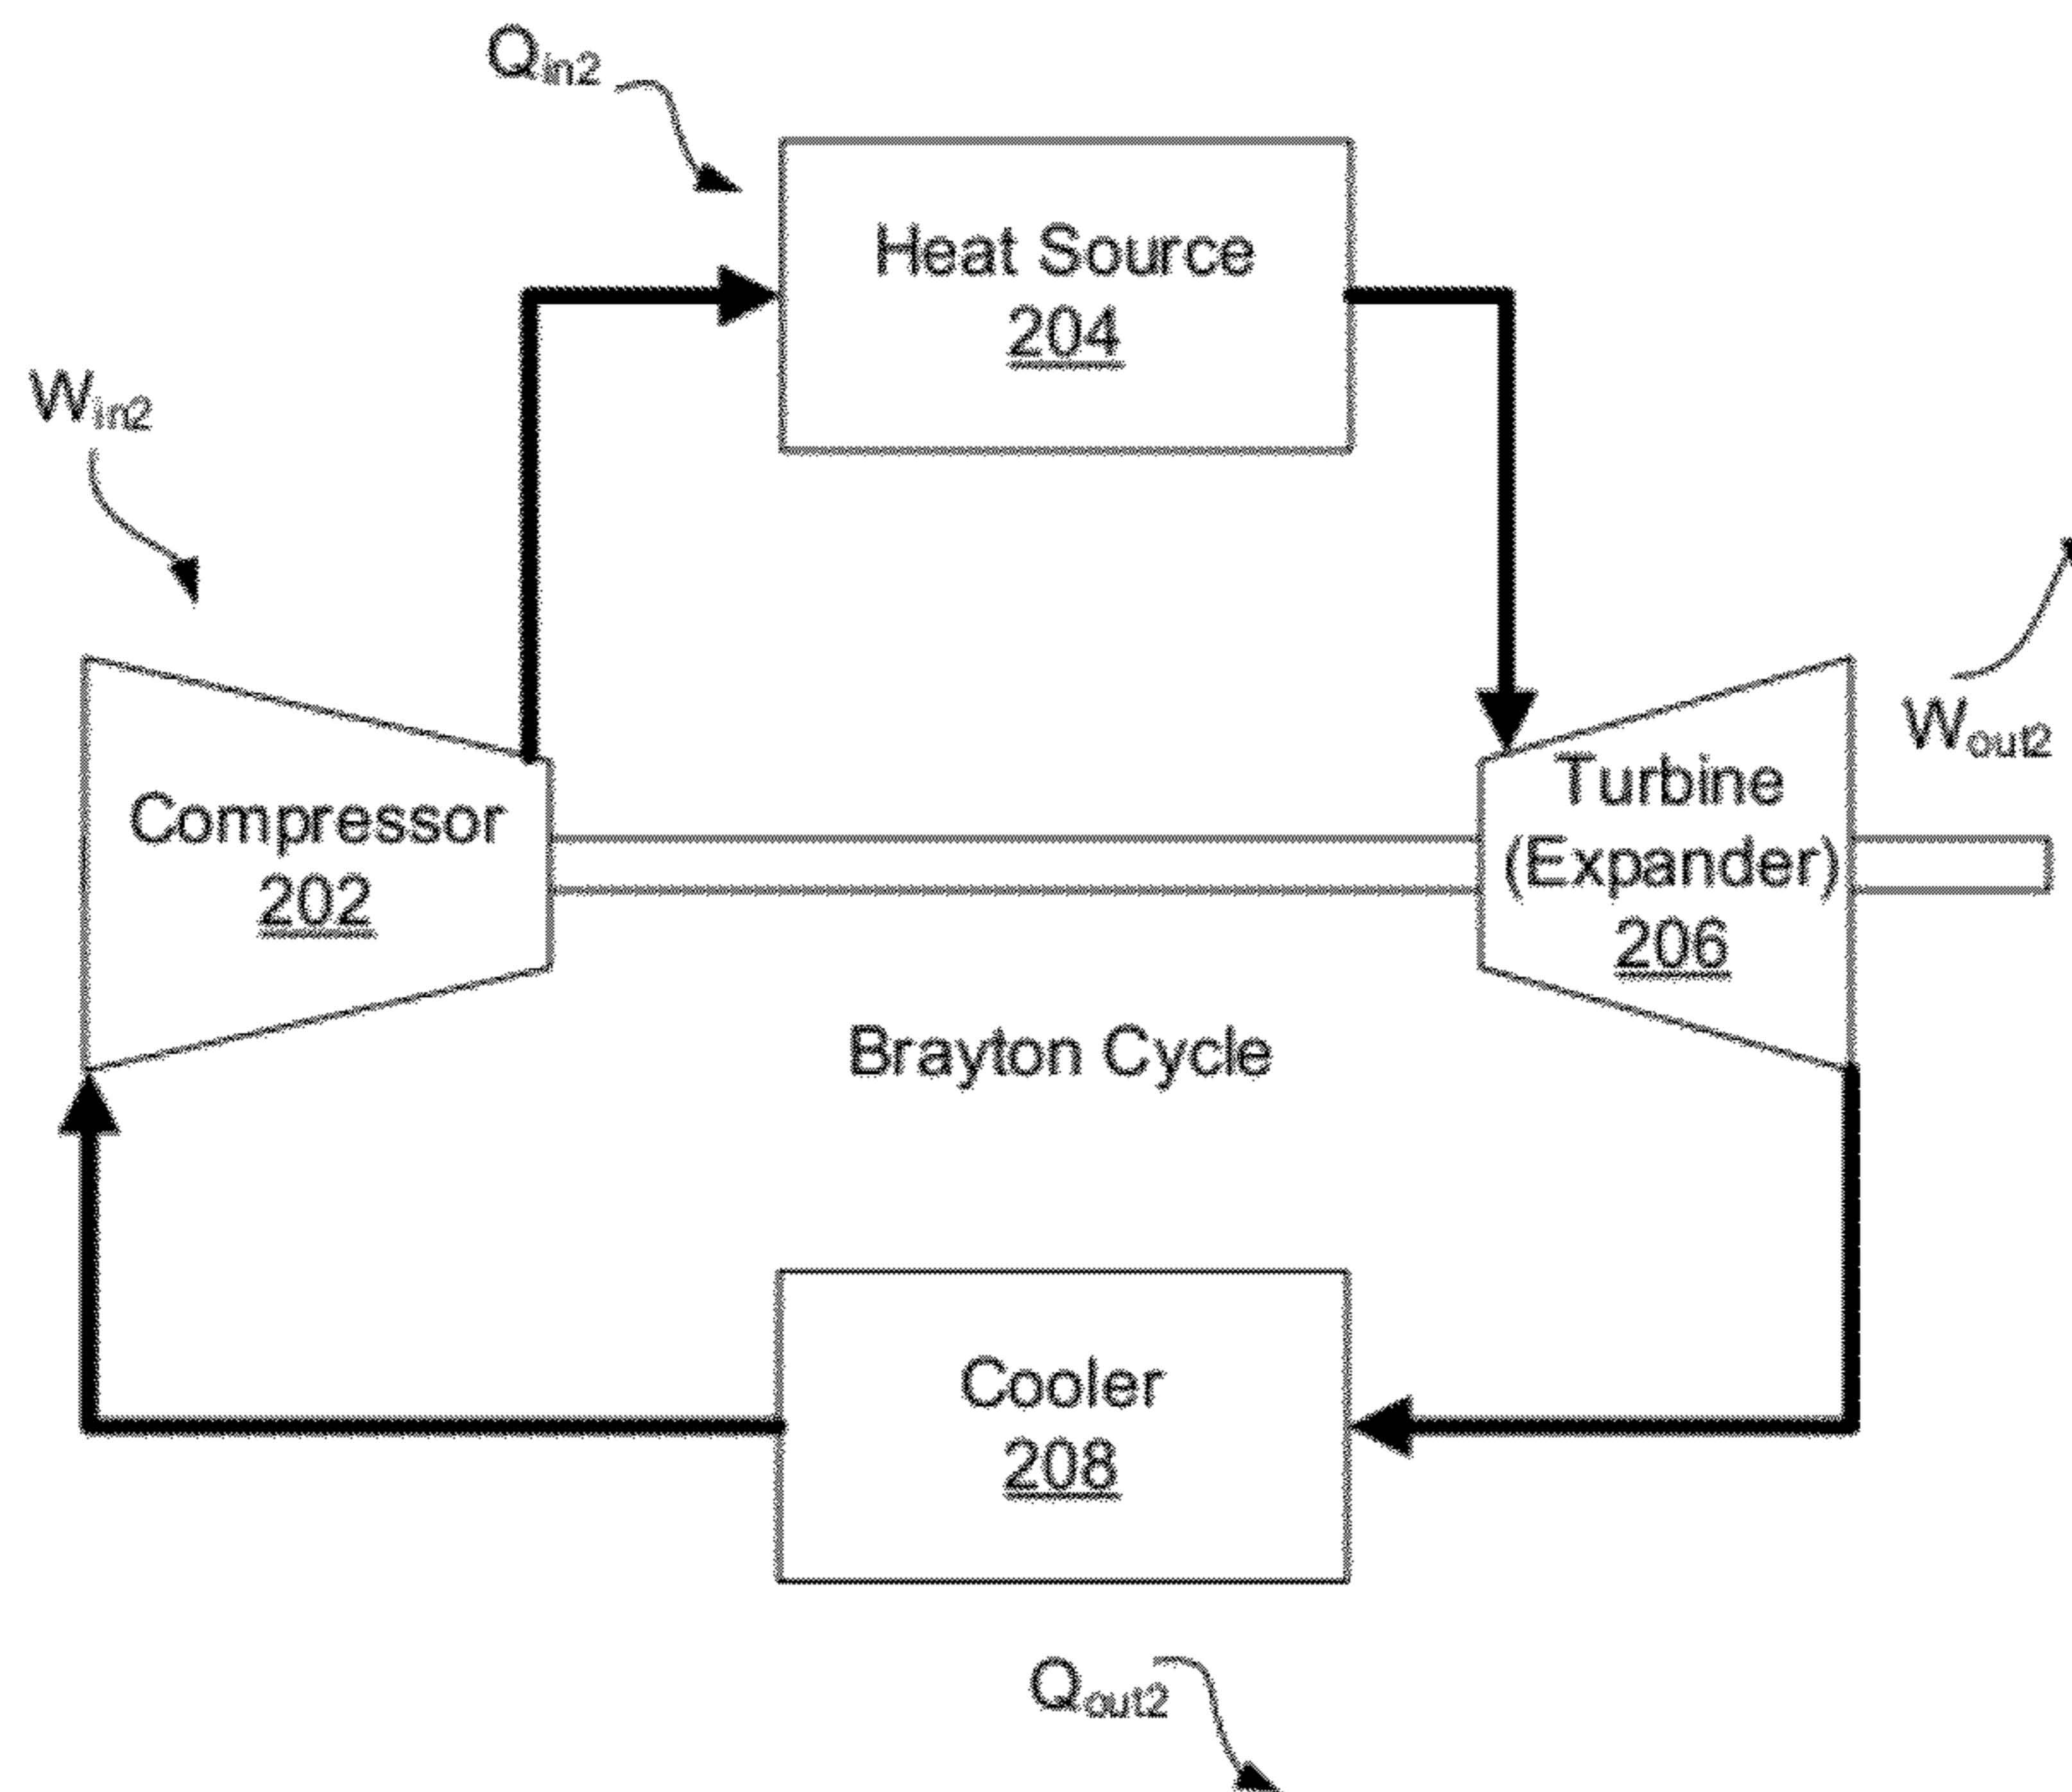 Qin2
Heat Source
204
Win2
Wout2
Compressor
202
Turbine
(Expander)
206
Brayton Cycle
Cooler
208
Qout2